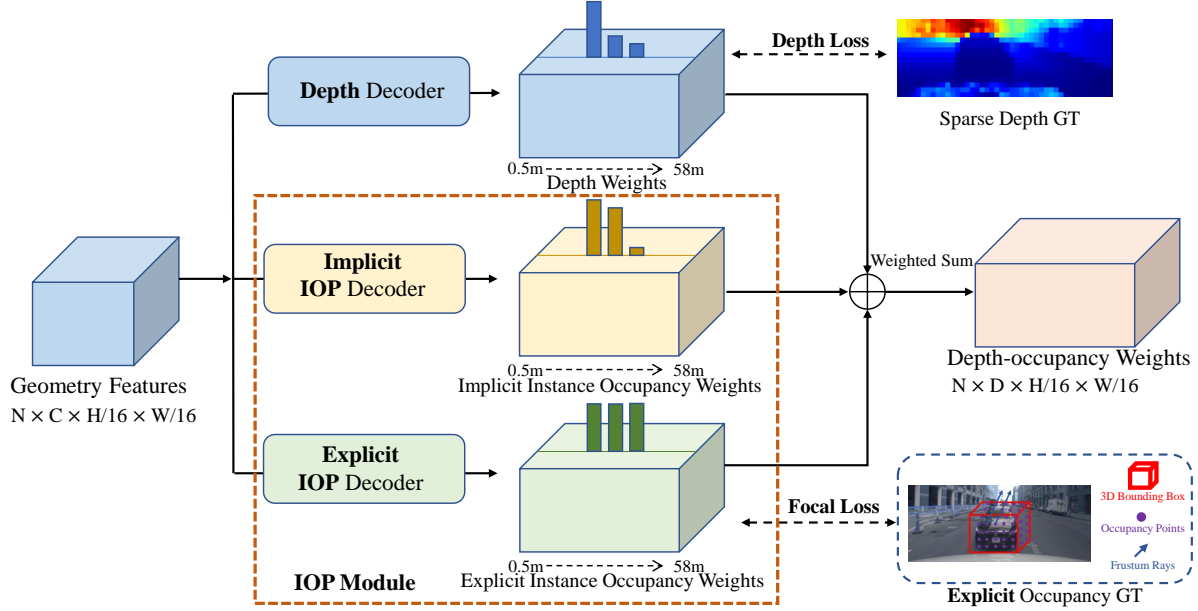 Depth Decoder
0.5m
58m
Depth Weights
Depth Loss
Sparse Depth GT
Implicit
IOP Decoder
0.5m
58m
Implicit Instance Occupancy Weights
Weighted Sum
Geometry Features
N × C × H/16 × W/16
Depth-occupancy Weights
N × D × H/16 × W/16
Explicit
IOP Decoder
0.5m
58m
Explicit Instance Occupancy Weights
IOP Module
Focal Loss
3D Bounding Box
Occupancy Points
Frustum Rays
Explicit Occupancy GT